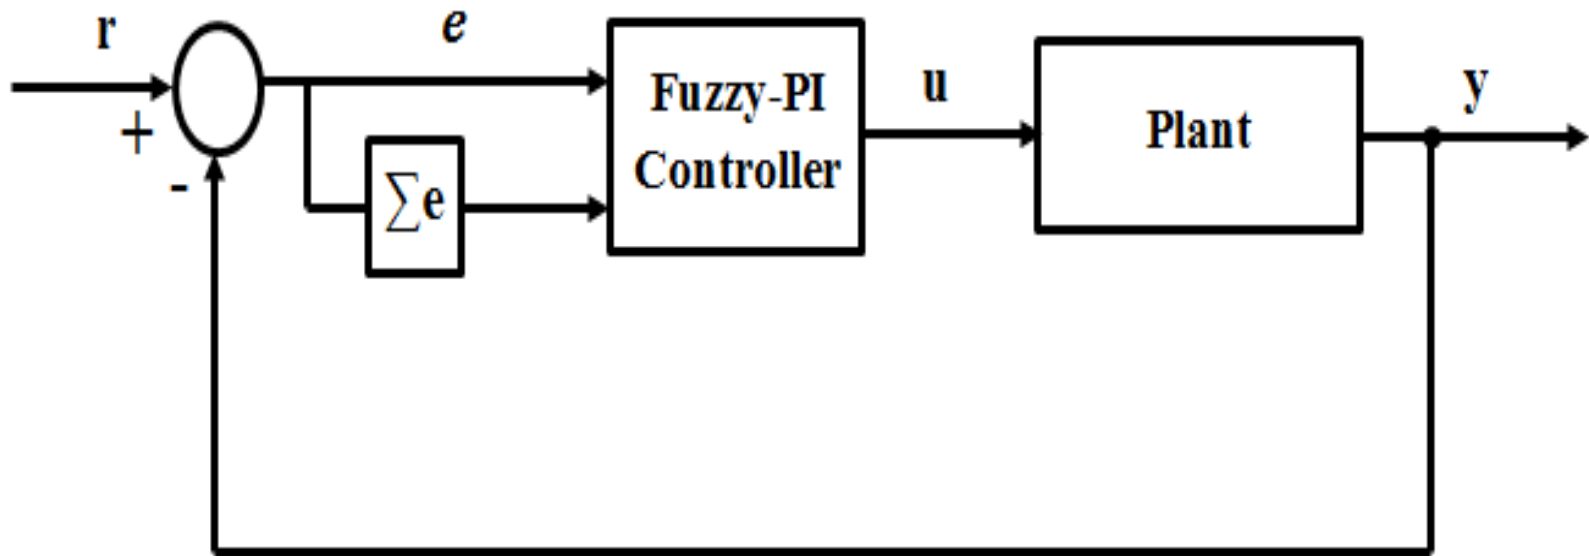 r
e
+
-
∑e
Fuzzy-PI
Controller
u
Plant
y